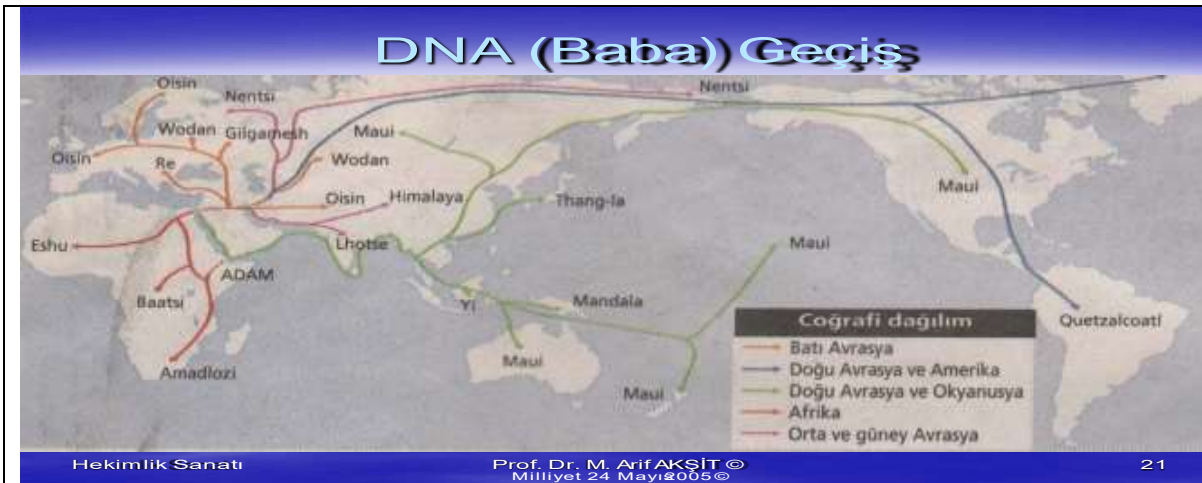 DNA (Baba) Geçiş
Oisin
Nentsi
Nentsi
Wodan Gilgamesh
Maui
Oisin
Re
Wodan
Maui
Oisin
Himalaya
Thang-la
Eshu
Lhotse
Maui
ADAM
Baatsi
Yi
Mandala
Quetzalcoatl
Maui
Amadlozi
Maui
Coğrafi dağılım
Batı Avrasya
Doğu Avrasya ve Amerika
Doğu Avrasya ve Okyanusya
Afrika
Orta ve güney Avrasya
Hekimlik Sanatı
Prof. Dr. M. Arif AKŞİT ©
Milliyet 24 Mayıs 2005 ©
21